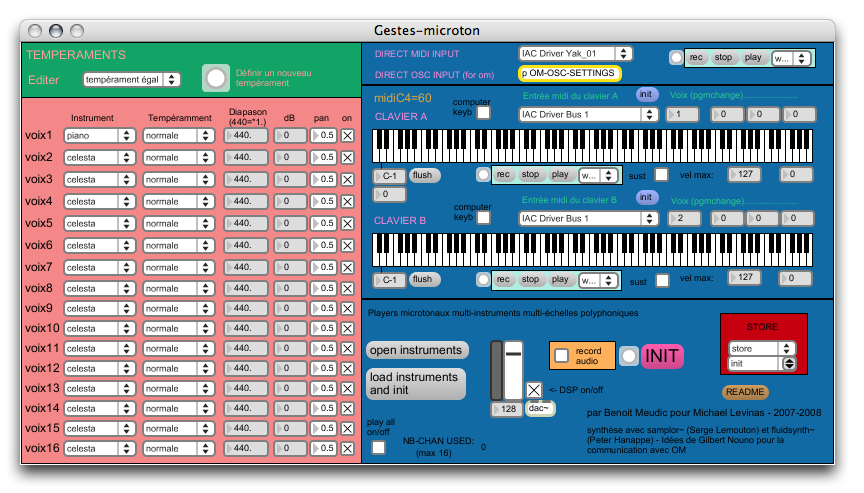 Gestes-microton
TEMPERAMENTS
Editer
tempérament égal
Définir un nouveau
tempérament
DIRECT MIDI INPUT
IAC Driver Yak_01
rec stop play w...
DIRECT OSC INPUT (for om)
p OM-OSC-SETTINGS
Instrument Tempéramment Diapason
(440="1.) dB pan on
voix1 piano normale 440. 0 0.5
voix2 celesta normale 440. 0 0.5
voix3 celesta normale 440. 0 0.5
voix4 celesta normale 440. 0 0.5
voix5 celesta normale 440. 0 0.5
voix6 celesta normale 440. 0 0.5
voix7 celesta normale 440. 0 0.5
voix8 celesta normale 440. 0 0.5
voix9 celesta normale 440. 0 0.5
voix10 celesta normale 440. 0 0.5
voix11 celesta normale 440. 0 0.5
voix12 celesta normale 440. 0 0.5
voix13 celesta normale 440. 0 0.5
voix14 celesta normale 440. 0 0.5
voix15 celesta normale 440. 0 0.5
voix16 celesta normale 440. 0 0.5
midiC4=60
CLAVIER A
computer
keyb
Entrée midi du clavier A
init
Voix (pgmchange)......................
IAC Driver Bus 1
1 0 0 0
C-1 flush
rec stop play w...
sust vel max: 127 0
0
CLAVIER B
computer
keyb
Entrée midi du clavier B
init
Voix (pgmchange)......................
IAC Driver Bus 1
2 0 0 0
C-1 flush
rec stop play w...
sust vel max: 127 0
Players microtonaux multi-instruments multi-échelles polyphoniques
open instruments
load instruments
and init
play all
on/off
NB-CHAN USED: 0
(max 16)
128
dac~
<- DSP on/off
record
audio
INIT
STORE
store
init
README
par Benoit Meudic pour Michael Levinas - 2007-2008
synthèse avec samplor~ (Serge Lemouton) et fluidsynth~
(Peter Hanappe) - Idées de Gilbert Nouno pour la
communication avec OM